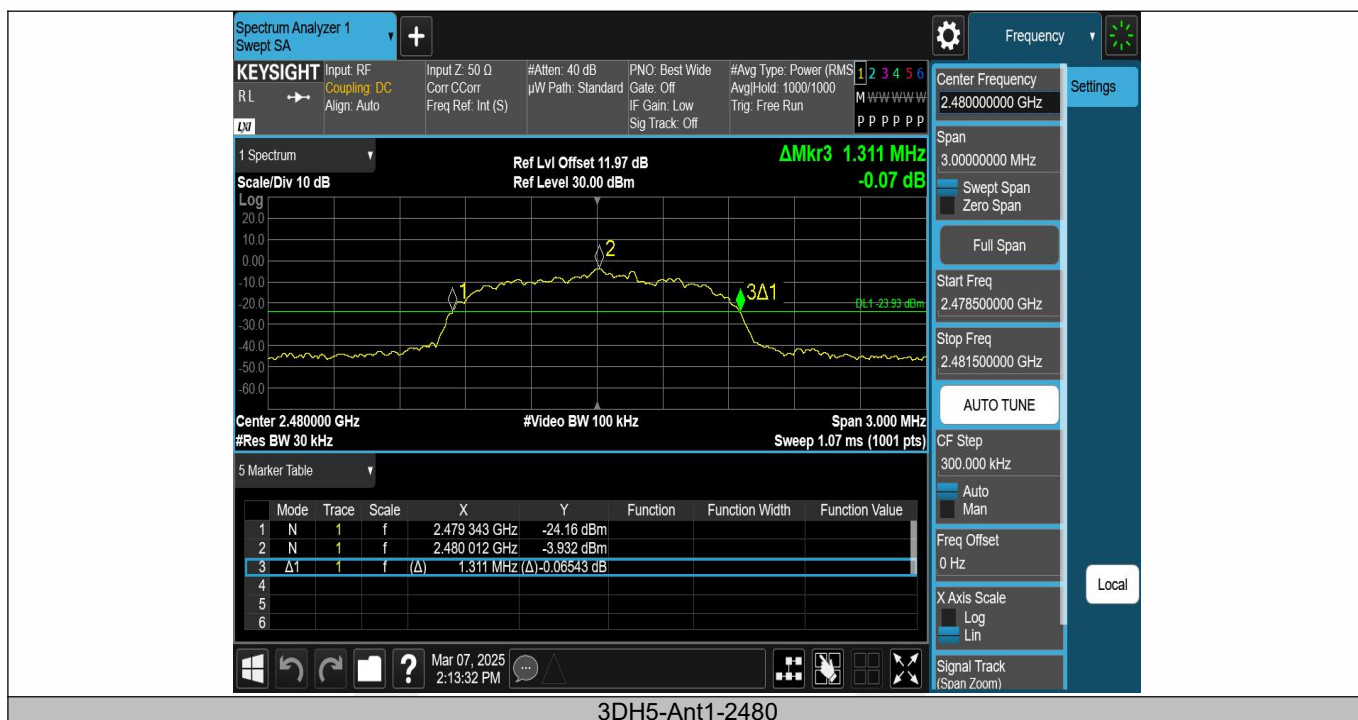 Spectrum Analyzer 1
Swept SA
+
Frequency
KEYSIGHT
RL
LXI
Input: RF
Coupling: DC
Align: Auto
Input Z: 50 Ω
Corr CCorr
Freq Ref: Int (S)
#Atten: 40 dB
µW Path: Standard
PNO: Best Wide
Gate: Off
IF Gain: Low
Sig Track: Off
#Avg Type: Power (RMS
Avg|Hold: 1000/1000
Trig: Free Run
1 2 3 4 5 6
M W W W W W
P P P P P P
1 Spectrum
Scale/Div 10 dB
Ref Lvl Offset 11.97 dB
Ref Level 30.00 dBm
ΔMkr3 1.311 MHz
-0.07 dB
Log
20.0
10.0
0.00
-10.0
-20.0
-30.0
-40.0
-50.0
-60.0
1
2
3Δ1
DL1 -23.93 dBm
Center 2.480000 GHz
#Video BW 100 kHz
Span 3.000 MHz
#Res BW 30 kHz
Sweep 1.07 ms (1001 pts)
5 Marker Table
Mode Trace Scale X Y Function Function Width Function Value
1 N 1 f 2.479 343 GHz -24.16 dBm
2 N 1 f 2.480 012 GHz -3.932 dBm
3 Δ1 1 f (Δ) 1.311 MHz (Δ) -0.06543 dB
4
5
6
?
Mar 07, 2025
2:13:32 PM
Center Frequency
2.480000000 GHz
Span
3.00000000 MHz
Swept Span
Zero Span
Full Span
Start Freq
2.478500000 GHz
Stop Freq
2.481500000 GHz
AUTO TUNE
CF Step
300.000 kHz
Auto
Man
Freq Offset
0 Hz
X Axis Scale
Log
Lin
Signal Track
(Span Zoom)
Settings
Local
3DH5-Ant1-2480